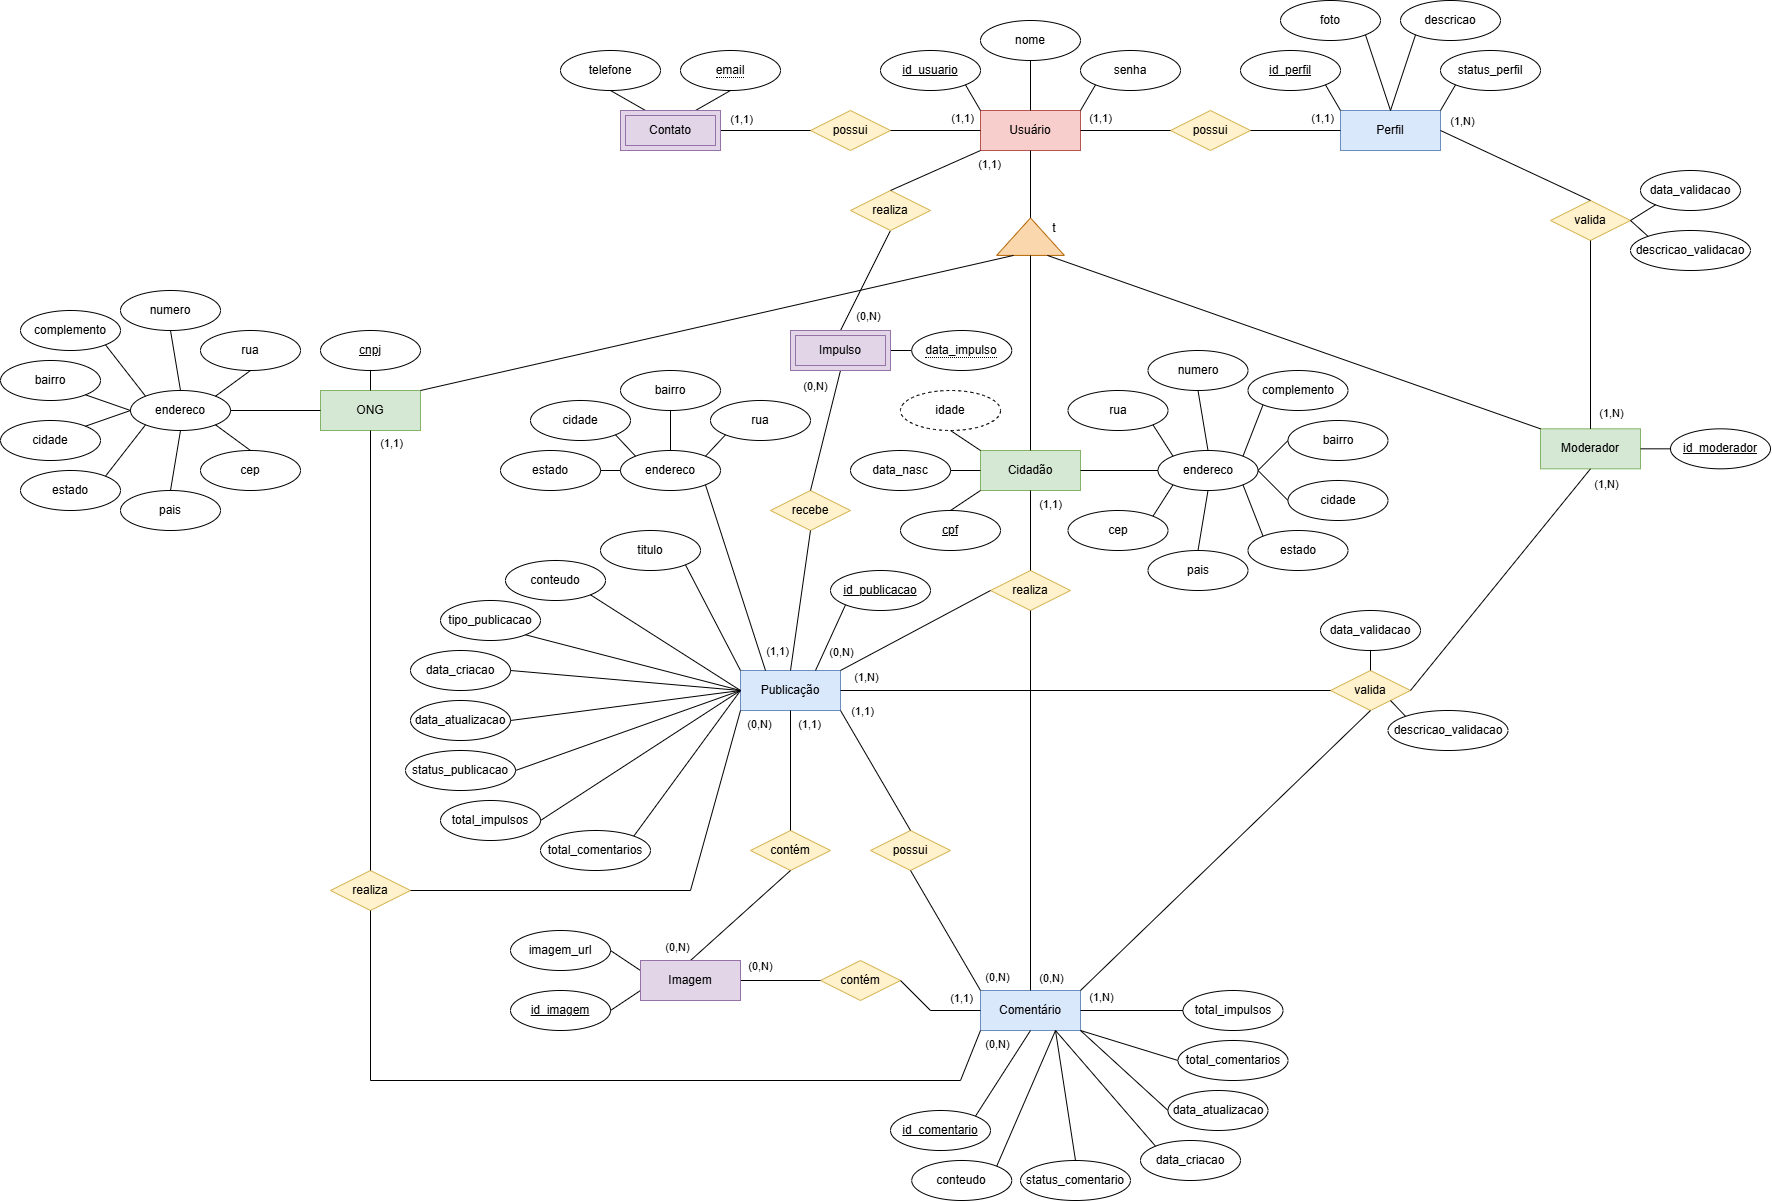 foto
descricao
nome
telefone
email
id_usuario
senha
id_perfil
status_perfil
Contato
(1,1)
possui
(1,1)
Usuário
(1,1)
possui
(1,1)
Perfil
(1,N)
(1,1)
data_validacao
realiza
valida
t
descricao_validacao
numero
(0,N)
complemento
rua
cnpj
Impulso
data_impulso
bairro
(0,N)
numero
bairro
idade
complemento
endereco
ONG
cidade
rua
rua
(1,N)
cidade
(1,1)
bairro
Moderador
id_moderador
estado
cep
estado
endereco
data_nasc
Cidadão
endereco
(1,N)
pais
recebe
(1,1)
cidade
cpf
cep
titulo
estado
pais
conteudo
id_publicacao
realiza
tipo_publicacao
data_validacao
(1,1)
(0,N)
data_criacao
(1,N)
Publicação
valida
data_atualizacao
(0,N)
(1,1)
(1,1)
descricao_validacao
status_publicacao
total_impulsos
total_comentarios
contém
possui
realiza
imagem_url
(0,N)
(0,N)
(0,N)
(0,N)
Imagem
contém
(1,1)
(1,N)
id_imagem
Comentário
total_impulsos
(0,N)
total_comentarios
data_atualizacao
id_comentario
data_criacao
conteudo
status_comentario